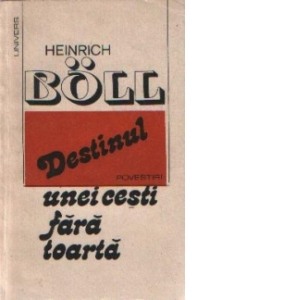 UNIVERS
HEINRICH
BÖLL
Destinul
POVESTIRI
unei cești
fără
toartă